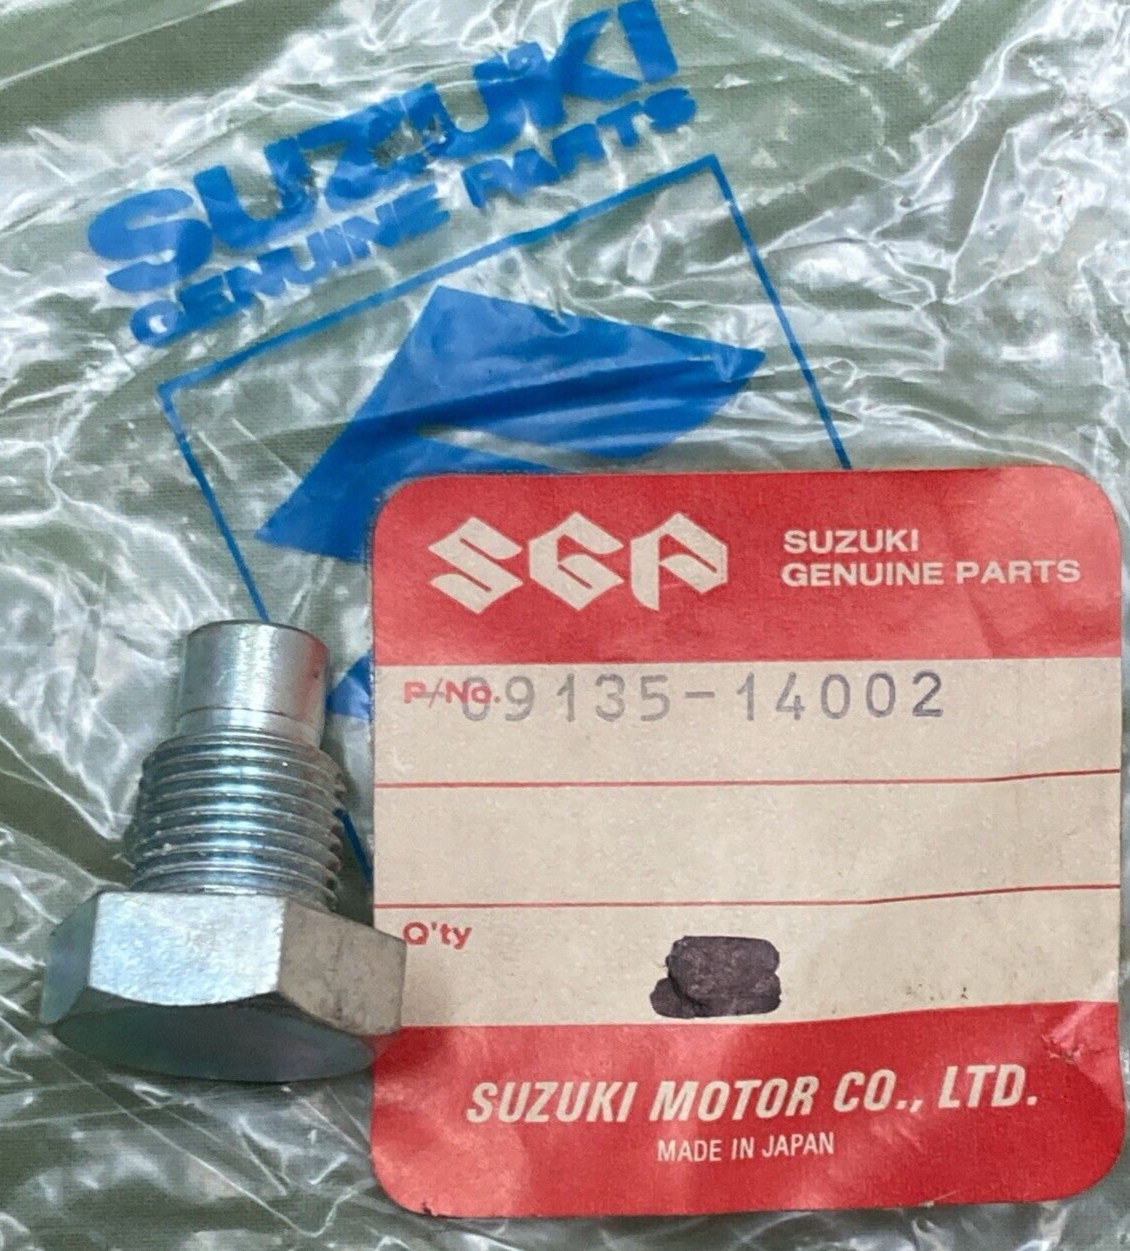 SUZUKI
GENUINE PARTS
SGP
SUZUKI
GENUINE PARTS
P/No. 09135-14002
Q'ty
SUZUKI MOTOR CO., LTD.
MADE IN JAPAN